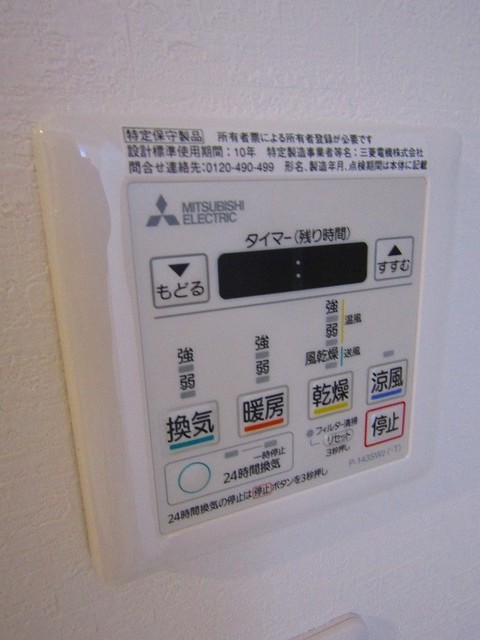 特定保守製品 所有者票による所有者登録が必要です
設計標準使用期間：10年 特定製造事業者等名：三菱電機株式会社
問合せ連絡先:0120-490-499 形名、製造年月、点検期間は本体に記載
MITSUBISHI
ELECTRIC
タイマー(残り時間)
▼
もどる
▲
すすむ
強
弱
換気
強
弱
暖房
強
弱
温風
風乾燥
送風
乾燥
涼風
一時停止
24時間換気
フィルター清掃
リセット
3秒押し
停止
24時間換気の停止は停止ボタンを3秒押し